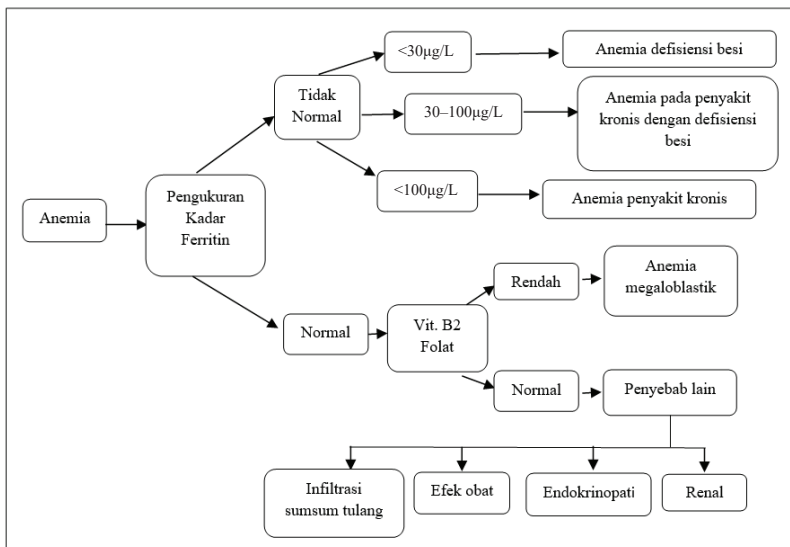 <30µg/L
Anemia defisiensi besi
Tidak
Normal
30–100µg/L
Anemia pada penyakit
kronis dengan defisiensi
besi
<100µg/L
Anemia penyakit kronis
Anemia
Pengukuran
Kadar
Ferritin
Normal
Vit. B2
Folat
Rendah
Anemia
megaloblastik
Normal
Penyebab lain
Infiltrasi
sumsum tulang
Efek obat
Endokrinopati
Renal